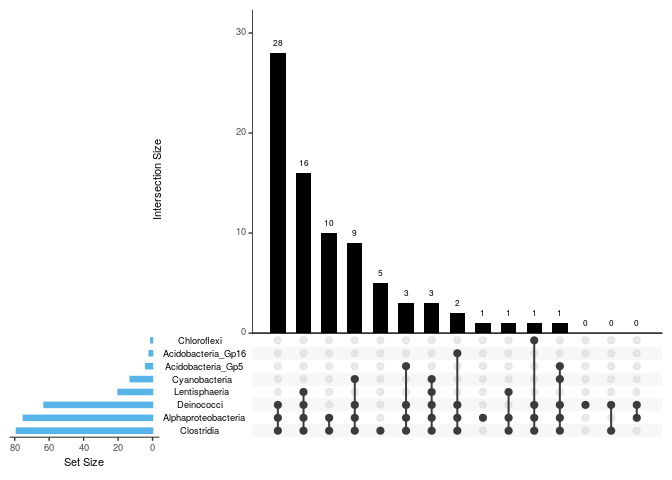 30
20
10
0
Intersection Size
28
16
10
9
5
3
3
2
1
1
1
1
0
0
0
Chloroflexi
Acidobacteria_Gp16
Acidobacteria_Gp5
Cyanobacteria
Lentisphaeria
Deinococci
Alphaproteobacteria
Clostridia
80 60 40 20 0
Set Size